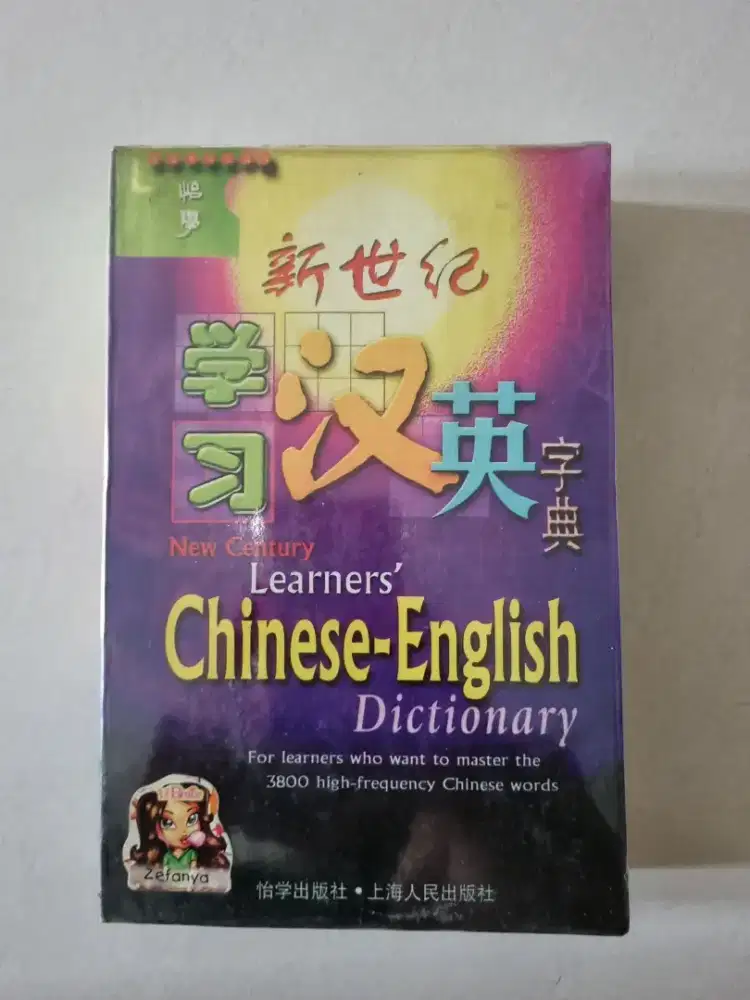 新世纪
学习汉英字典
New Century
Learners'
Chinese-English
Dictionary
For learners who want to master the
3800 high-frequency Chinese words
Zefanya
怡学出版社·上海人民出版社